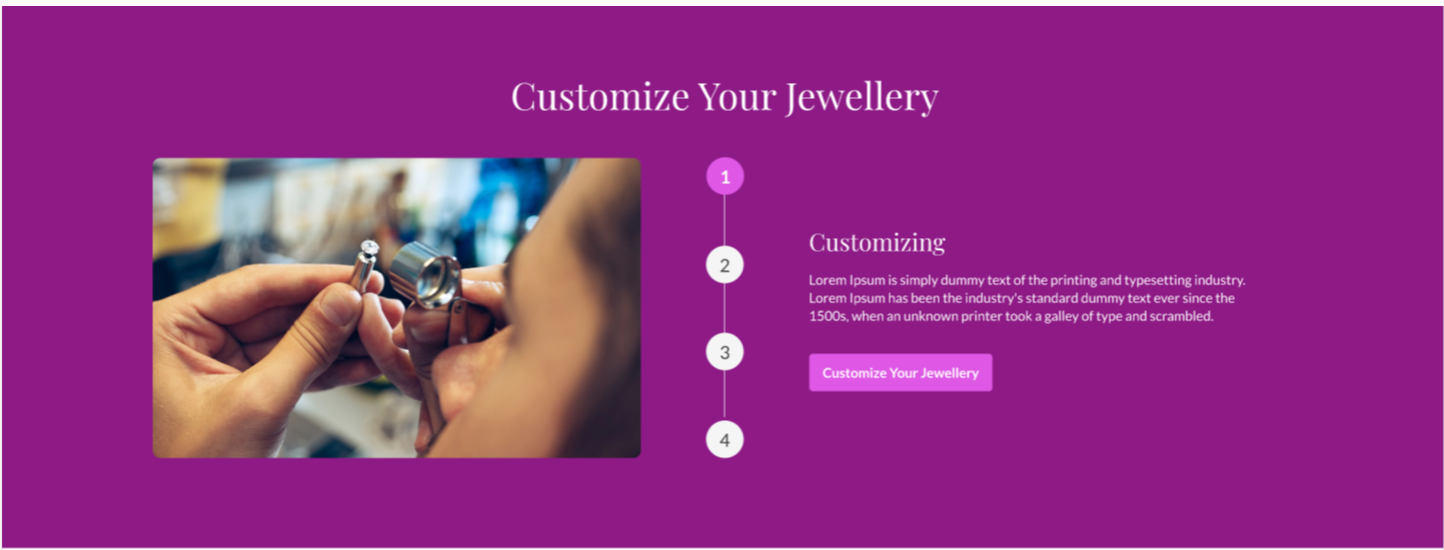 Customize Your Jewellery
1
2
3
4
Customizing
Lorem Ipsum is simply dummy text of the printing and typesetting industry.
Lorem Ipsum has been the industry's standard dummy text ever since the
1500s, when an unknown printer took a galley of type and scrambled.
Customize Your Jewellery